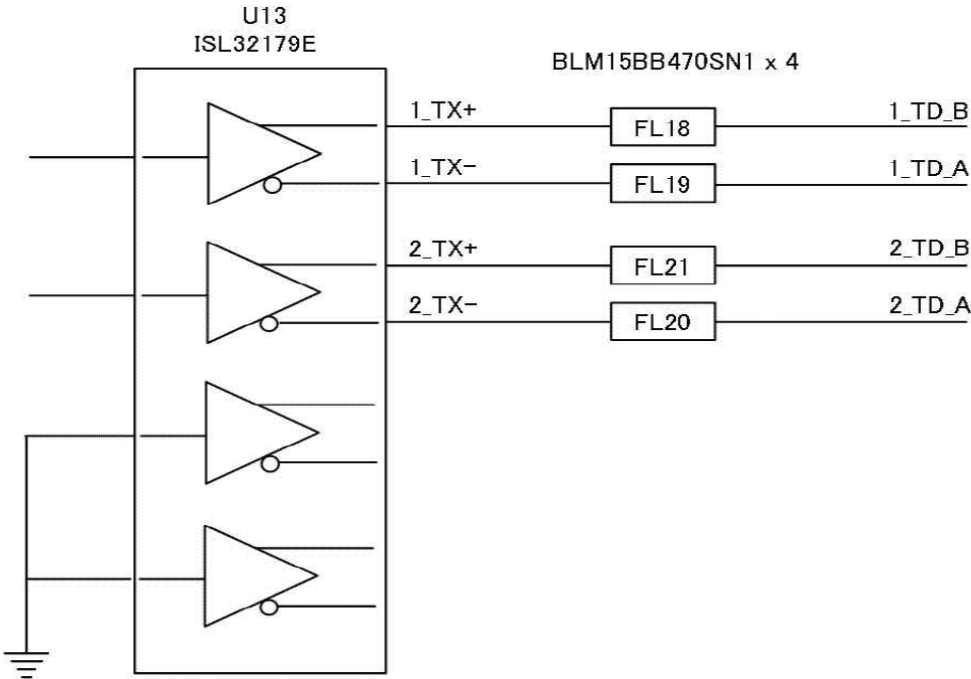 U13
ISL32179E
BLM15BB470SN1 x 4
1_TX+
FL18
1_TD_B
1_TX-
FL19
1_TD_A
2_TX+
FL21
2_TD_B
2_TX-
FL20
2_TD_A